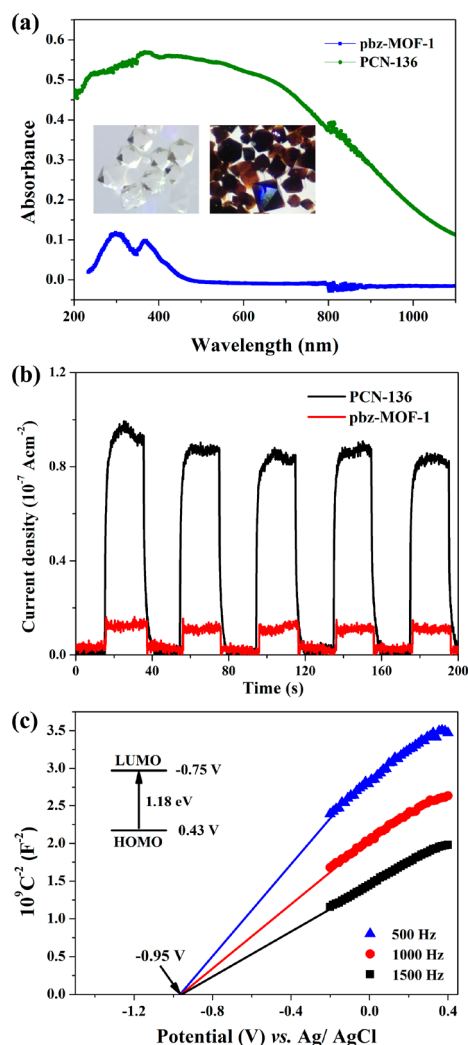 (a)
pbz-MOF-1
PCN-136
0.6
0.5
0.4
0.3
0.2
0.1
0.0
Absorbance
200 400 600 800 1000
Wavelength (nm)
(b)
PCN-136
pbz-MOF-1
1.2
0.8
0.4
0.0
Current density (10⁻⁷ Acm⁻²)
0 40 80 120 160 200
Time (s)
(c)
3.5
3.0
2.5
2.0
1.5
1.0
0.5
0.0
10⁹C⁻² (F⁻²)
LUMO
-0.75 V
1.18 eV
HOMO
0.43 V
-0.95 V
500 Hz
1000 Hz
1500 Hz
-1.2 -0.8 -0.4 0.0 0.4
Potential (V) vs. Ag/ AgCl